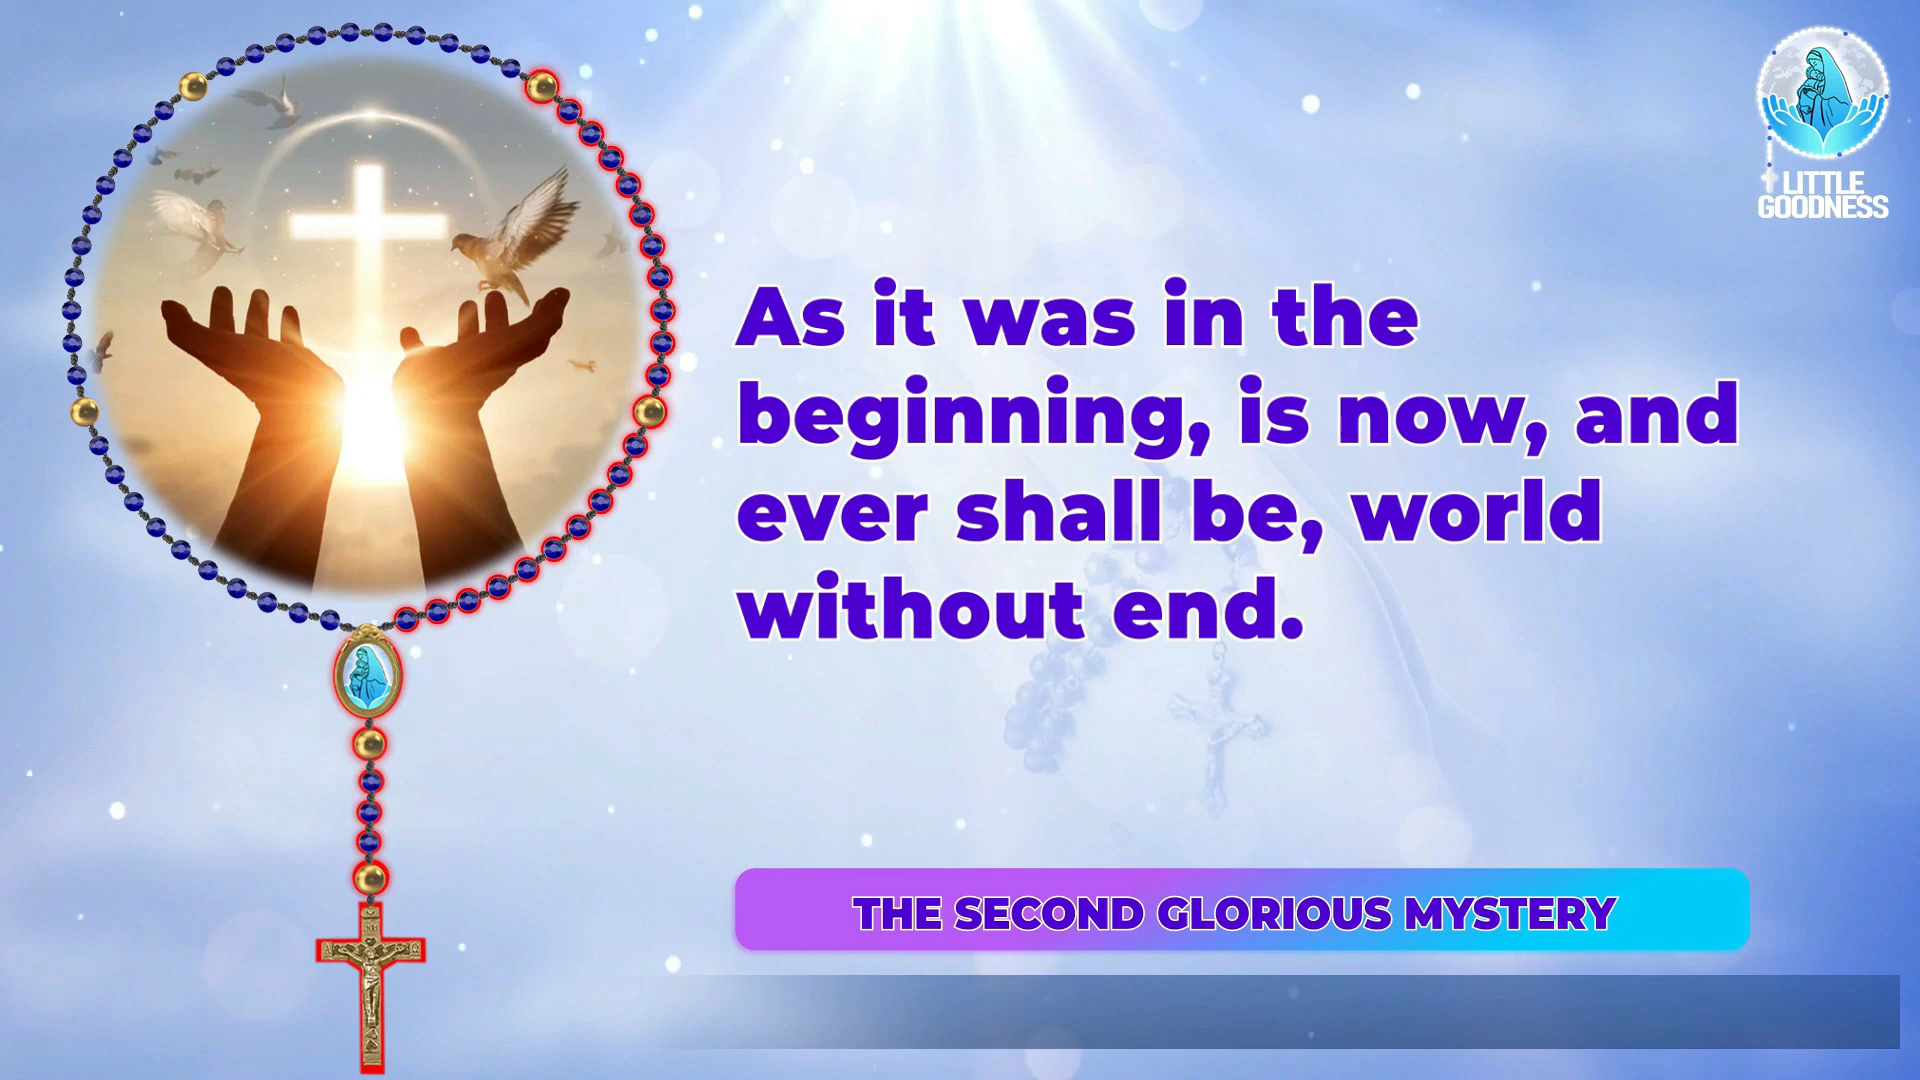 LITTLE
GOODNESS
As it was in the
beginning, is now, and
ever shall be, world
without end.
THE SECOND GLORIOUS MYSTERY